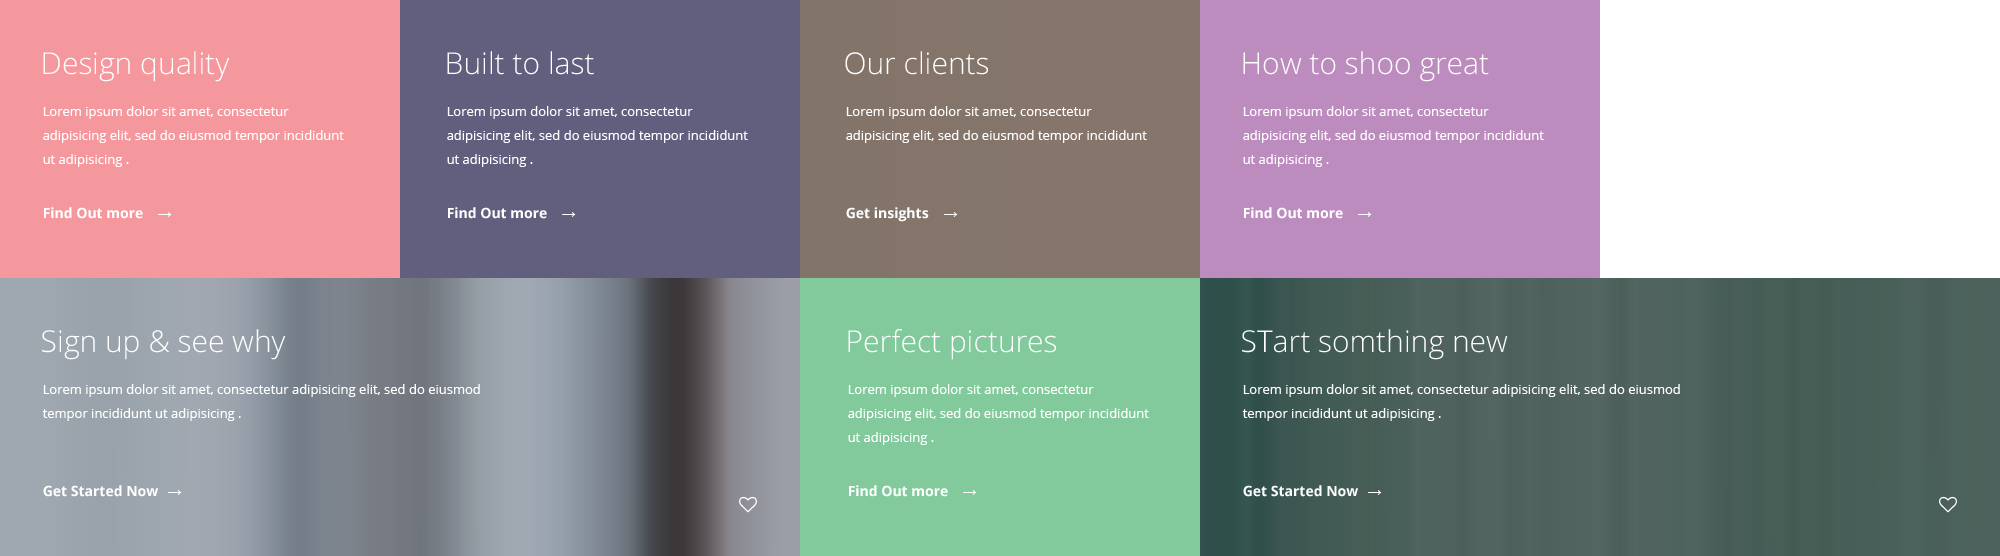 Design quality
Lorem ipsum dolor sit amet, consectetur
adipisicing elit, sed do eiusmod tempor incididunt
ut adipisicing .
Find Out more →
Built to last
Lorem ipsum dolor sit amet, consectetur
adipisicing elit, sed do eiusmod tempor incididunt
ut adipisicing .
Find Out more →
Our clients
Lorem ipsum dolor sit amet, consectetur
adipisicing elit, sed do eiusmod tempor incididunt
Get insights →
How to shoo great
Lorem ipsum dolor sit amet, consectetur
adipisicing elit, sed do eiusmod tempor incididunt
ut adipisicing .
Find Out more →
Sign up & see why
Lorem ipsum dolor sit amet, consectetur adipisicing elit, sed do eiusmod
tempor incididunt ut adipisicing .
Get Started Now →
Perfect pictures
Lorem ipsum dolor sit amet, consectetur
adipisicing elit, sed do eiusmod tempor incididunt
ut adipisicing .
Find Out more →
STart somthing new
Lorem ipsum dolor sit amet, consectetur adipisicing elit, sed do eiusmod
tempor incididunt ut adipisicing .
Get Started Now →